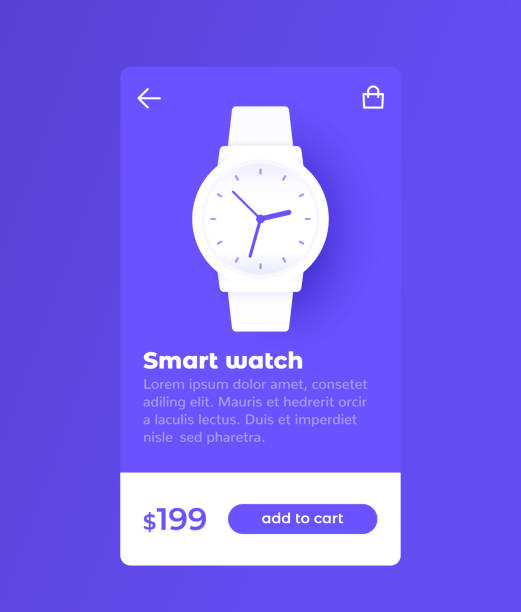 Smart watch
Lorem ipsum dolor amet, consetet
adiling elit. Mauris et hedrerit orcir
a laculis lectus. Duis et imperdiet
nisle sed pharetra.
$199
add to cart